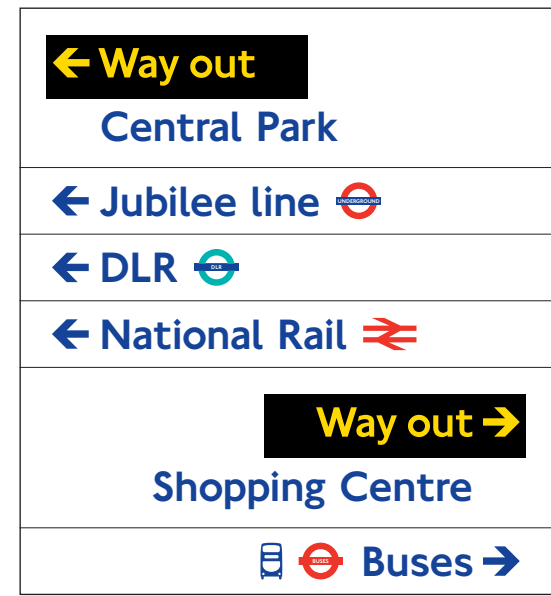 ← Way out
Central Park
← Jubilee line UNDERGROUND
← DLR DLR
← National Rail
Way out →
Shopping Centre
BUSES Buses →